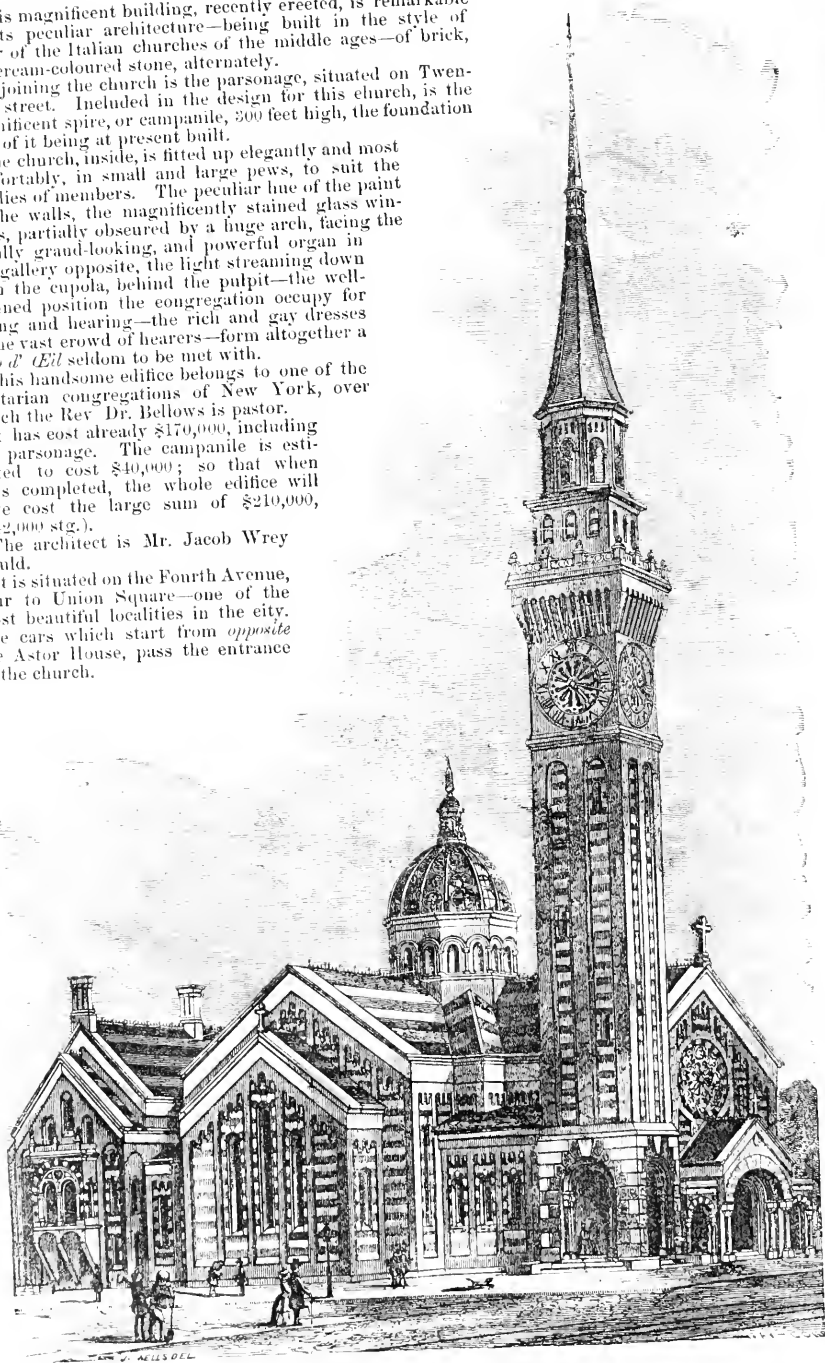 is magnificent building, recently erected, is remarkable
ts peculiar architecture—being built in the style of
of the Italian churches of the middle ages—of brick,
cream-coloured stone, alternately.
joining the church is the parsonage, situated on Twen-
street. Included in the design for this church, is the
nificent spire, or campanile, 300 feet high, the foundation
of it being at present built.
e church, inside, is fitted up elegantly and most
fortably, in small and large pews, to suit the
lies of members. The peculiar hue of the paint
he walls, the magnificently stained glass win-
s, partially obscured by a huge arch, facing the
lly grand-looking, and powerful organ in
gallery opposite, the light streaming down
n the cupola, behind the pulpit—the well-
ned position the congregation occupy for
ng and hearing—the rich and gay dresses
he vast crowd of hearers—form altogether a
d' Œil seldom to be met with.
his handsome edifice belongs to one of the
tarian congregations of New York, over
ch the Rev Dr. Bellows is pastor.
has cost already $170,000, including
parsonage. The campanile is esti-
ed to cost $40,000; so that when
s completed, the whole edifice will
e cost the large sum of $210,000,
2,000 stg.).
he architect is Mr. Jacob Wrey
uld.
t is situated on the Fourth Avenue,
ar to Union Square—one of the
st beautiful localities in the city.
e cars which start from opposite
e Astor House, pass the entrance
the church.
J. WELLS DEL